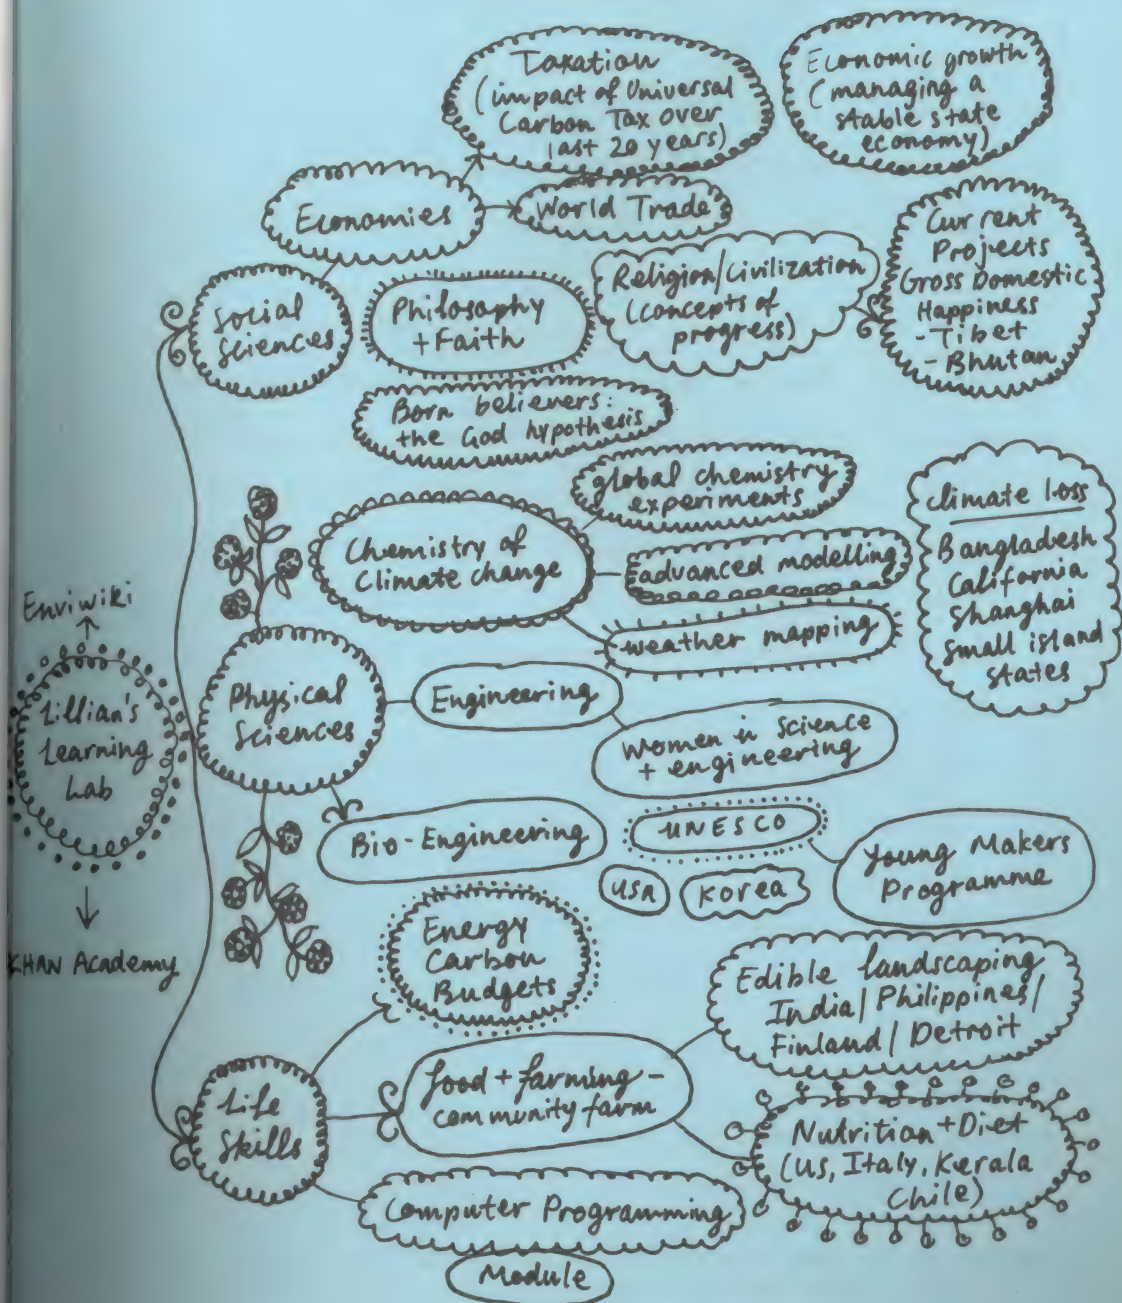 Taxation
(impact of Universal
Carbon Tax over
last 20 years)
Economic growth
(managing a
stable state
economy)
Economies
World Trade
Social
Sciences
Philosophy
+ Faith
Religion/Civilization
(concepts of
progress)
Current
Projects
Gross Domestic
Happiness
- Tibet
- Bhutan
Born believers:
the God hypothesis
global chemistry
experiments
Chemistry of
Climate change
advanced modelling
weather mapping
climate loss
Bangladesh
California
Shanghai
Small island
states
Enviwiki
Lillian's
Learning
Lab
KHAN Academy
Physical
Sciences
Engineering
Women in science
+ engineering
Bio-Engineering
UNESCO
USA
Korea
Young Makers
Programme
Energy
Carbon
Budgets
Edible landscaping
India/Philippines/
Finland/Detroit
Life
Skills
food + farming -
community farm
Nutrition + Diet
(US, Italy, Kerala
Chile)
Computer Programming
Module